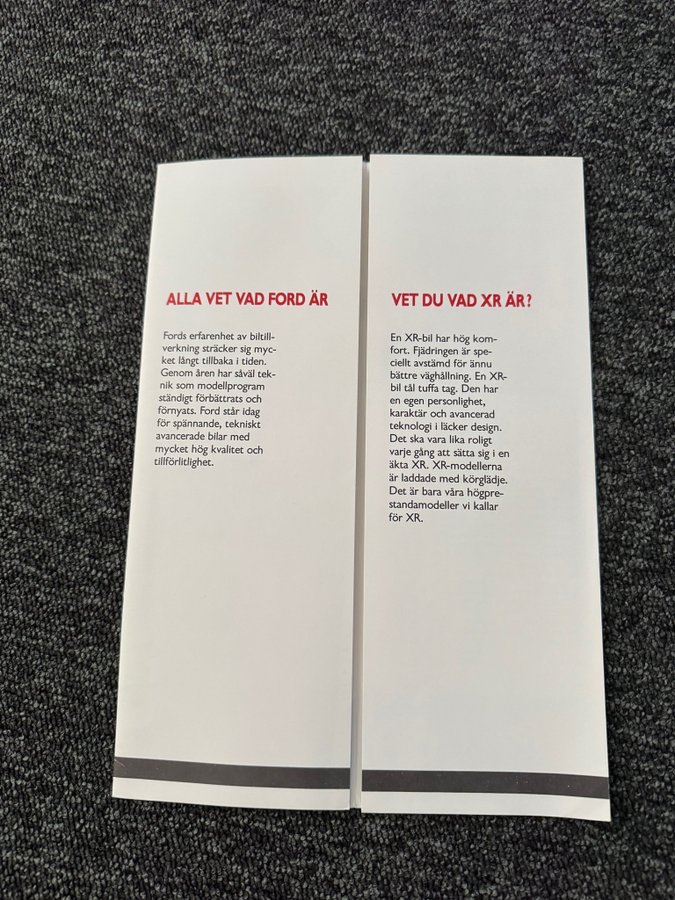 ALLA VET VAD FORD ÄR
Fords erfarenhet av biltill-
verkning sträcker sig myc-
ket långt tillbaka i tiden.
Genom åren har såväl tek-
nik som modellprogram
ständigt förbättrats och
förnyats. Ford står idag
för spännande, tekniskt
avancerade bilar med
mycket hög kvalitet och
tillförlitlighet.
VET DU VAD XR ÄR?
En XR-bil har hög kom-
fort. Fjädringen är spe-
ciellt avstämd för ännu
bättre väghållning. En XR-
bil tål tuffa tag. Den har
en egen personlighet,
karaktär och avancerad
teknologi i läcker design.
Det ska vara lika roligt
varje gång att sätta sig i en
äkta XR. XR-modellerna
är laddade med körglädje.
Det är bara våra högpre-
standamodeller vi kallar
för XR.